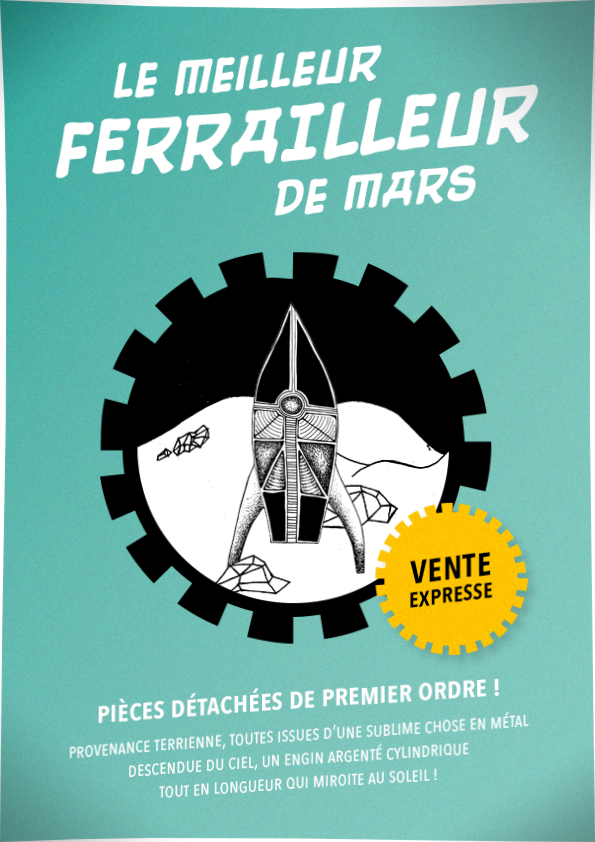 LE MEILLEUR
FERRAILLEUR
DE MARS
VENTE
EXPRESSE
PIÈCES DÉTACHÉES DE PREMIER ORDRE !
PROVENANCE TERRIENNE, TOUTES ISSUES D'UNE SUBLIME CHOSE EN MÉTAL
DESCENDUE DU CIEL, UN ENGIN ARGENTÉ CYLINDRIQUE
TOUT EN LONGUEUR QUI MIROITE AU SOLEIL !